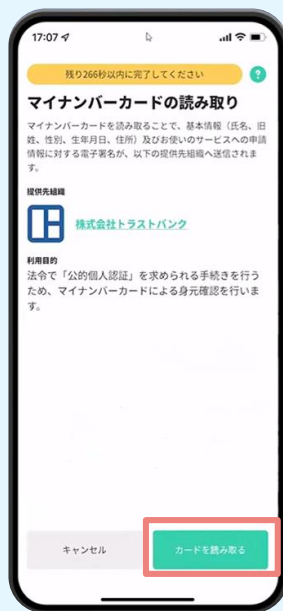 17:07
残り266秒以内に完了してください
?
マイナンバーカードの読み取り
マイナンバーカードを読み取ることで、基本情報（氏名、旧
姓、性別、生年月日、住所）及びお使いのサービスへの申請
情報に対する電子署名が、以下の提供先組織へ送信されま
す。
提供先組織
株式会社トラストバンク
利用目的
法令で「公的個人認証」を求められる手続きを行う
ため、マイナンバーカードによる身元確認を行いま
す。
キャンセル
カードを読み取る